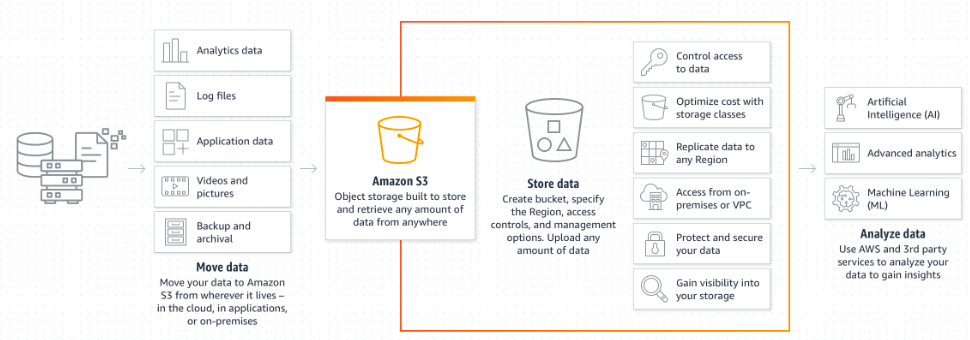 Analytics data
Log files
Application data
Videos and
pictures
Backup and
archival
Move data
Move your data to Amazon
S3 from wherever it lives –
in the cloud, in applications,
or on-premises
Amazon S3
Object storage built to store
and retrieve any amount of
data from anywhere
Store data
Create bucket, specify
the Region, access
controls, and management
options. Upload any
amount of data
Control access
to data
Optimize cost with
storage classes
Replicate data to
any Region
Access from on-
premises or VPC
Protect and secure
your data
Gain visibility into
your storage
Artificial
Intelligence (AI)
Advanced analytics
Machine Learning
(ML)
Analyze data
Use AWS and 3rd party
services to analyze your
data to gain insights